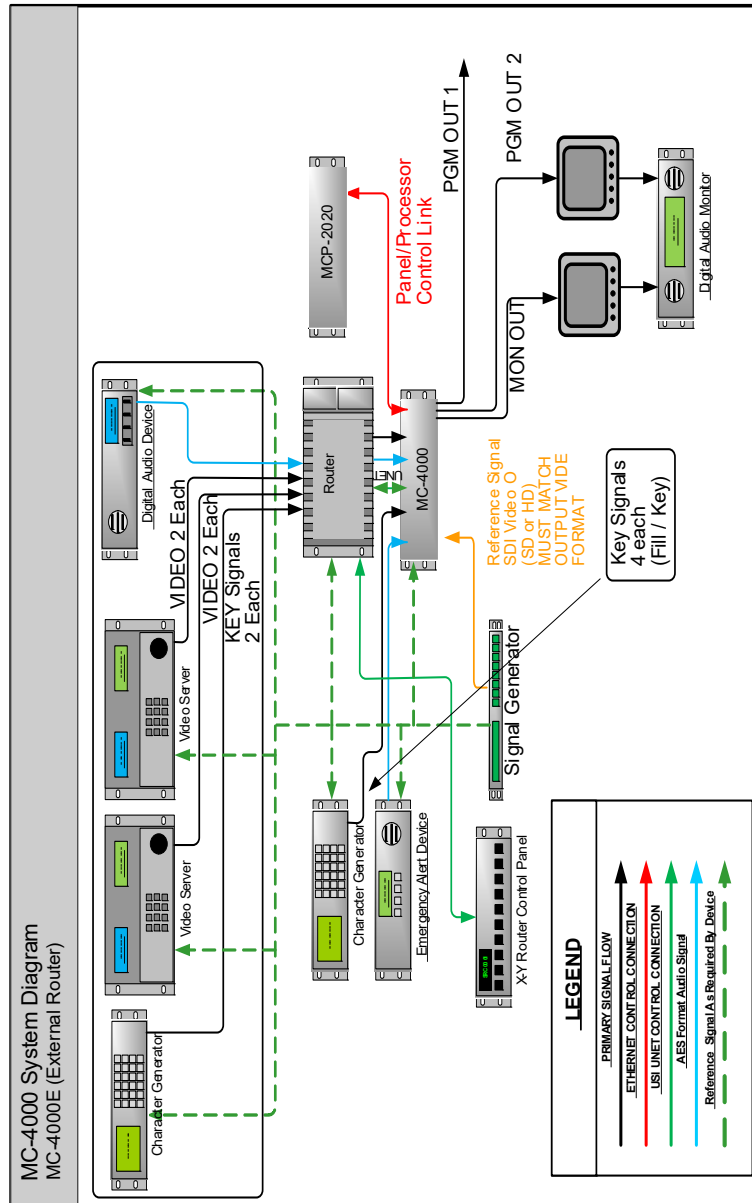 MC-4000 System Diagram
MC-4000E (External Router)
Character Generator
Video Server
Video Server
Digital Audio Device
VIDEO 2 Each
VIDEO 2 Each
KEY Signals
2 Each
Character Generator
Emergency Alert Device
X-Y Router Control Panel
Router
UNET
MC-4000
MCP-2020
Panel/Processor
Control Link
Reference Signal
SDI Video O
(SD or HD)
MUST MATCH
OUTPUT VIDE
FORMAT
Signal Generator
Key Signals
4 each
(Fill / Key)
PGM OUT 1
PGM OUT 2
MON OUT
Digital Audio Monitor
LEGEND
PRIMARY SIGNAL FLOW
ETHERNET CONTROL CONNECTION
USI UNET CONTROL CONNECTION
AES Format Audio Signal
Reference Signal As Required By Device